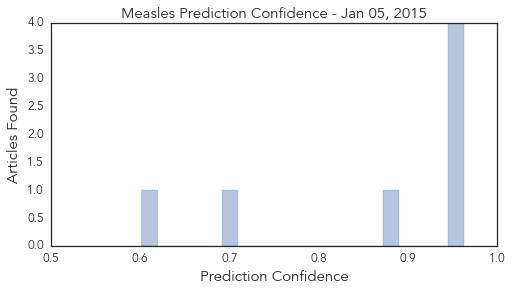 Measles Prediction Confidence - Jan 05, 2015
4.0
3.5
3.0
2.5
2.0
1.5
1.0
0.5
0.0
Articles Found
0.5 0.6 0.7 0.8 0.9 1.0
Prediction Confidence